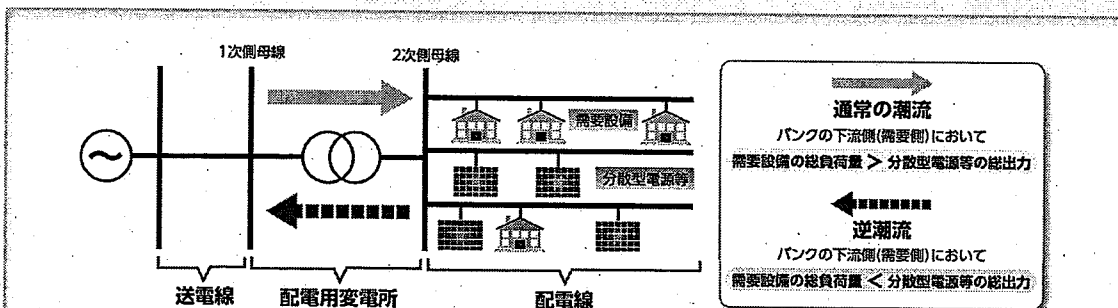 1次側母線
2次側母線
需要設備
分散型電源等
送電線
配電用変電所
配電線
通常の潮流
バンクの下流側(需要側)において
需要設備の総負荷量 > 分散型電源等の総出力
逆潮流
バンクの下流側(需要側)において
需要設備の総負荷量 < 分散型電源等の総出力